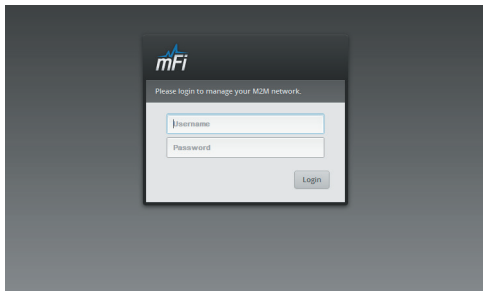 mFi
Please login to manage your M2M network.
Username
Password
Login